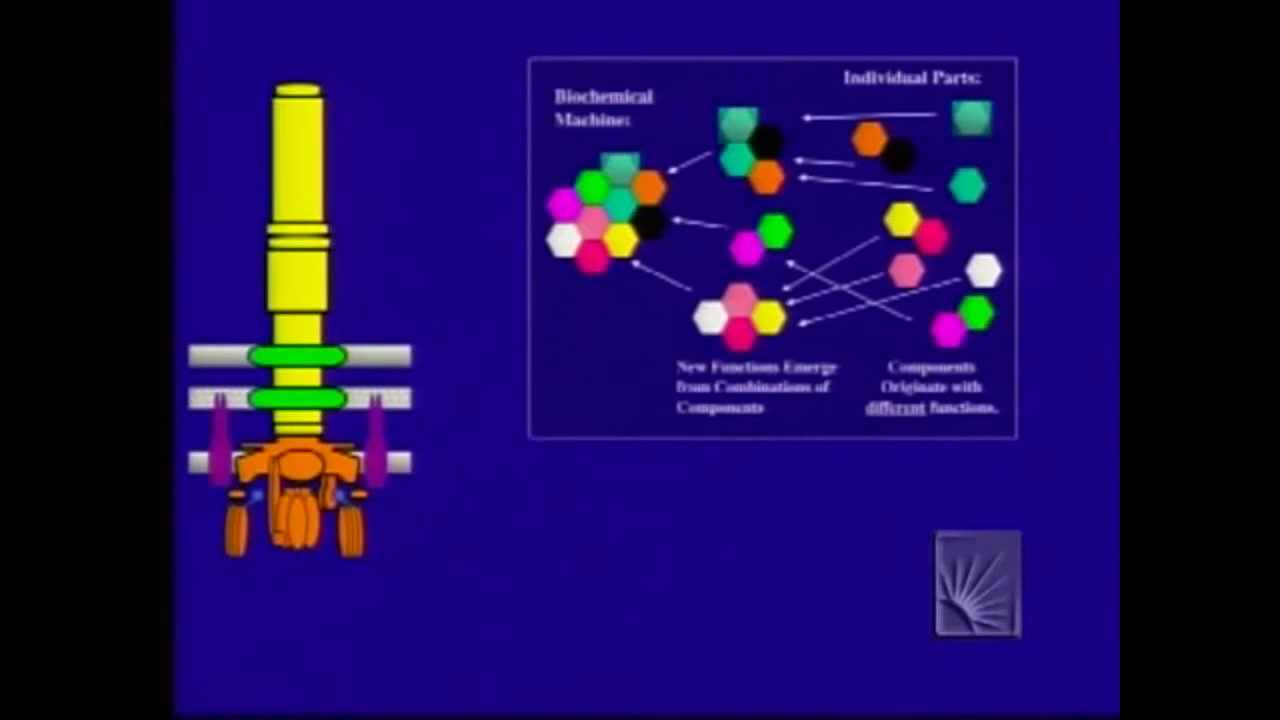 Individual Parts:
Biochemical
Machine:
New Functions Emerge
from Combinations of
Components
Components
Originate with
different functions.